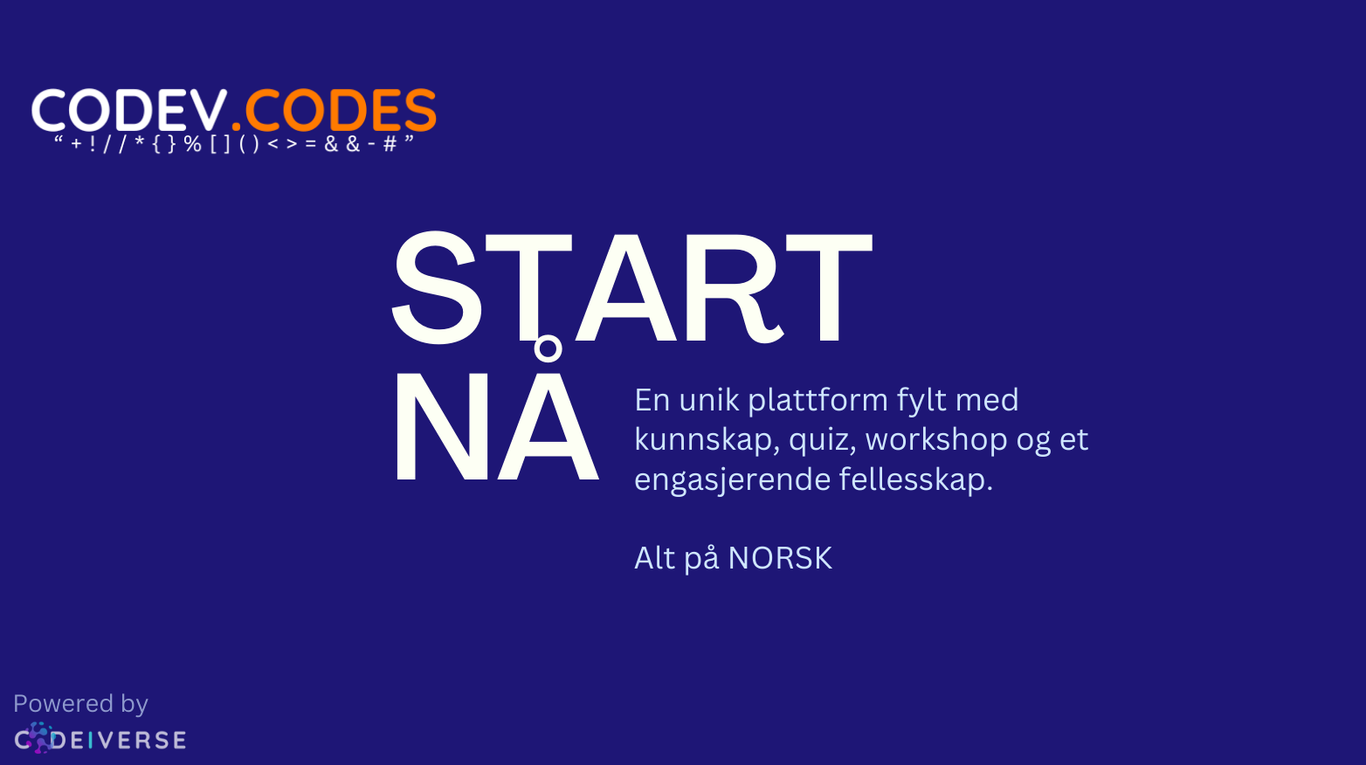 CODEV.CODES
“+!//*{}%[]()<>=&&-#”
START
NÅ
En unik plattform fylt med
kunnskap, quiz, workshop og et
engasjerende fellesskap.
Alt på NORSK
Powered by
CODEIVERSE